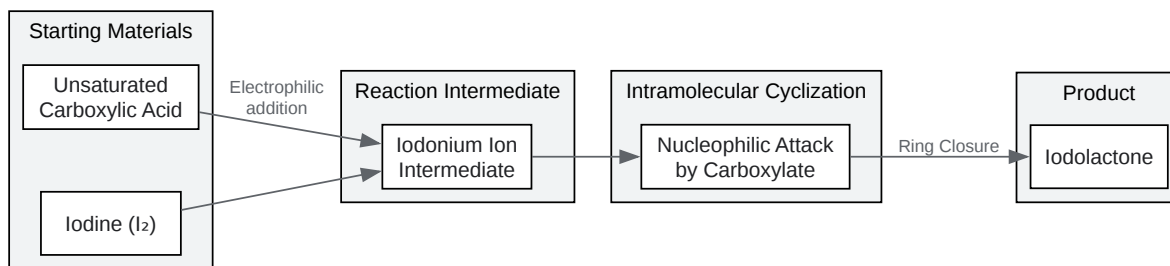 Starting Materials
Unsaturated
Carboxylic Acid
Iodine (I₂)
Electrophilic
addition
Reaction Intermediate
Iodonium Ion
Intermediate
Intramolecular Cyclization
Nucleophilic Attack
by Carboxylate
Ring Closure
Product
Iodolactone